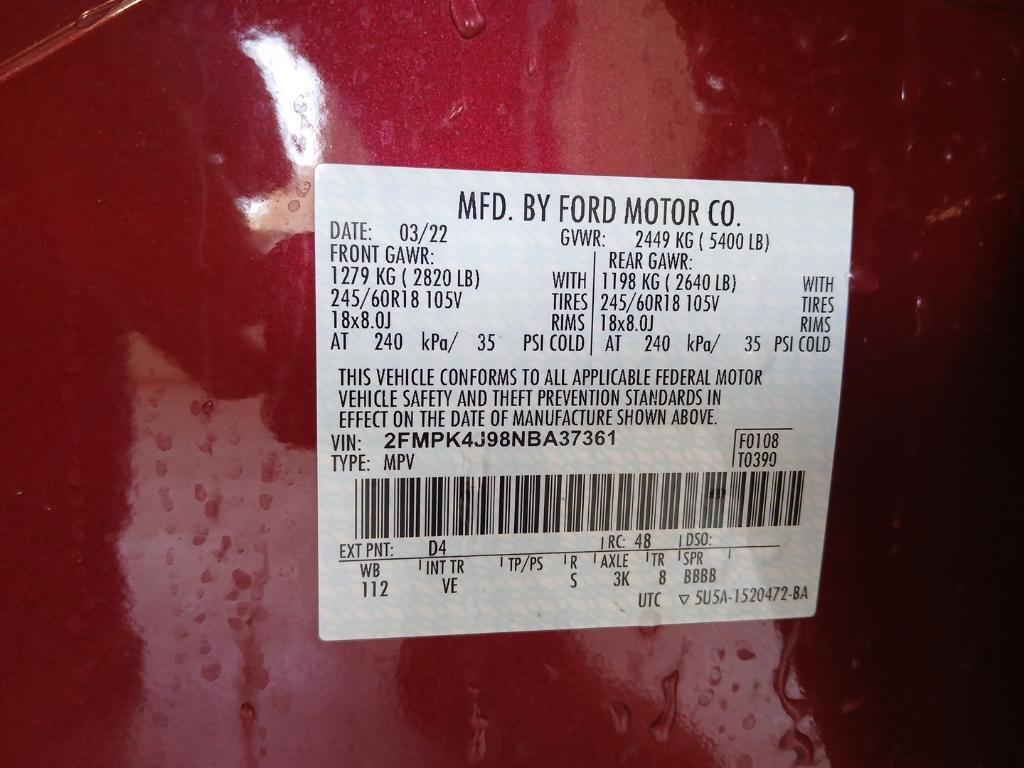 MFD. BY FORD MOTOR CO.
DATE: 03/22 GVWR: 2449 KG ( 5400 LB)
FRONT GAWR: REAR GAWR:
1279 KG ( 2820 LB) WITH 1198 KG ( 2640 LB) WITH
245/60R18 105V TIRES 245/60R18 105V TIRES
18x8.0J RIMS 18x8.0J RIMS
AT 240 kPa/ 35 PSI COLD AT 240 kPa/ 35 PSI COLD
THIS VEHICLE CONFORMS TO ALL APPLICABLE FEDERAL MOTOR
VEHICLE SAFETY AND THEFT PREVENTION STANDARDS IN
EFFECT ON THE DATE OF MANUFACTURE SHOWN ABOVE.
VIN: 2FMPK4J98NBA37361 F0108
TYPE: MPV T0390
EXT PNT: D4 RC: 48 DSO:
WB INT TR TP/PS R AXLE TR SPR
112 VE S 3K 8 BBBB
UTC ▽ 5U5A-1520472-BA